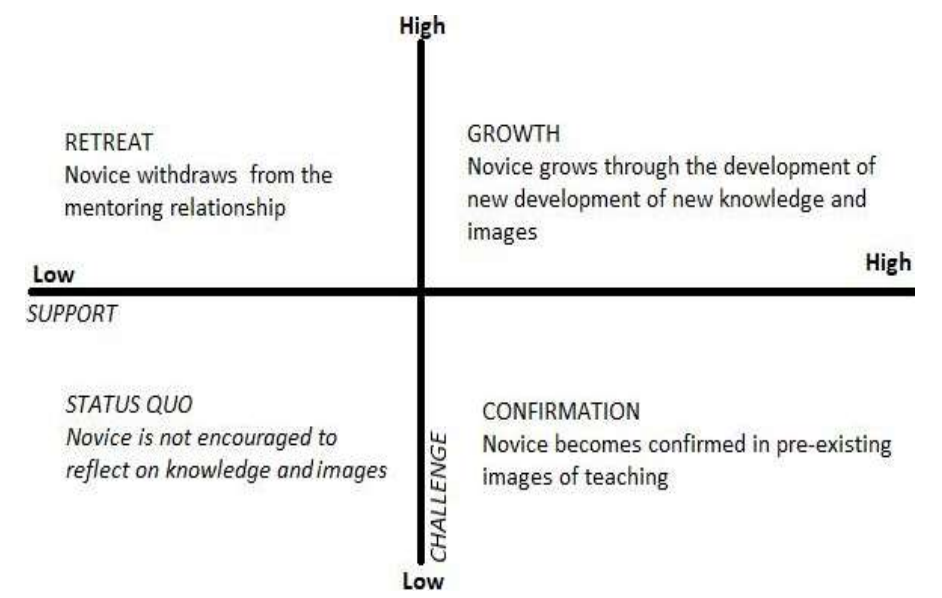 High
RETREAT
Novice withdraws from the
mentoring relationship
GROWTH
Novice grows through the development of
new development of new knowledge and
images
Low
High
SUPPORT
STATUS QUO
Novice is not encouraged to
reflect on knowledge and images
CONFIRMATION
Novice becomes confirmed in pre-existing
images of teaching
CHALLENGE
Low